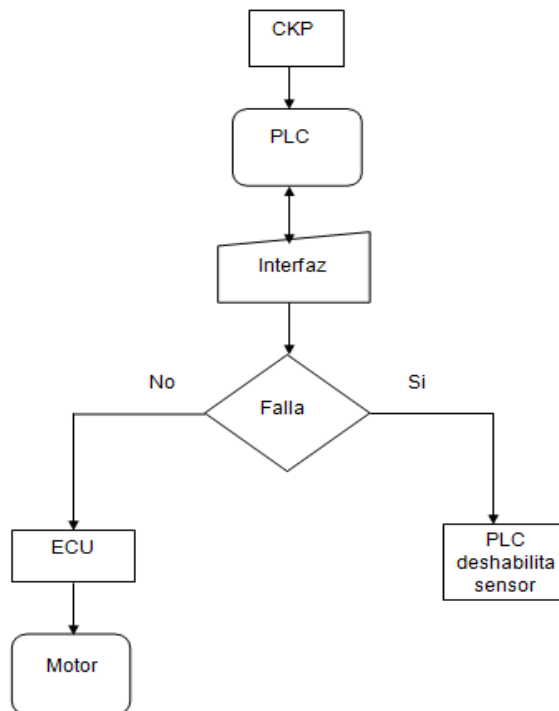 CKP
PLC
Interfaz
No
Si
Falla
ECU
PLC
deshabilita
sensor
Motor